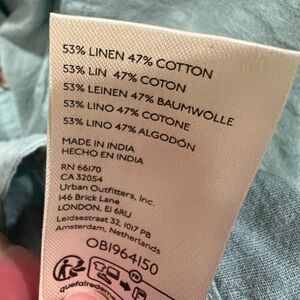 53% LINEN 47% COTTON
53% LIN 47% COTON
53% LEINEN 47% BAUMWOLLE
53% LINO 47% COTONE
53% LINO 47% ALGODÓN
MADE IN INDIA
HECHO EN INDIA
RN 66170
CA 32054
Urban Outfitters, Inc.
146 Brick Lane
LONDON, E1 6RU
Leidsestraat 32, 1017 PB
Amsterdam, Netherlands
OB1964150